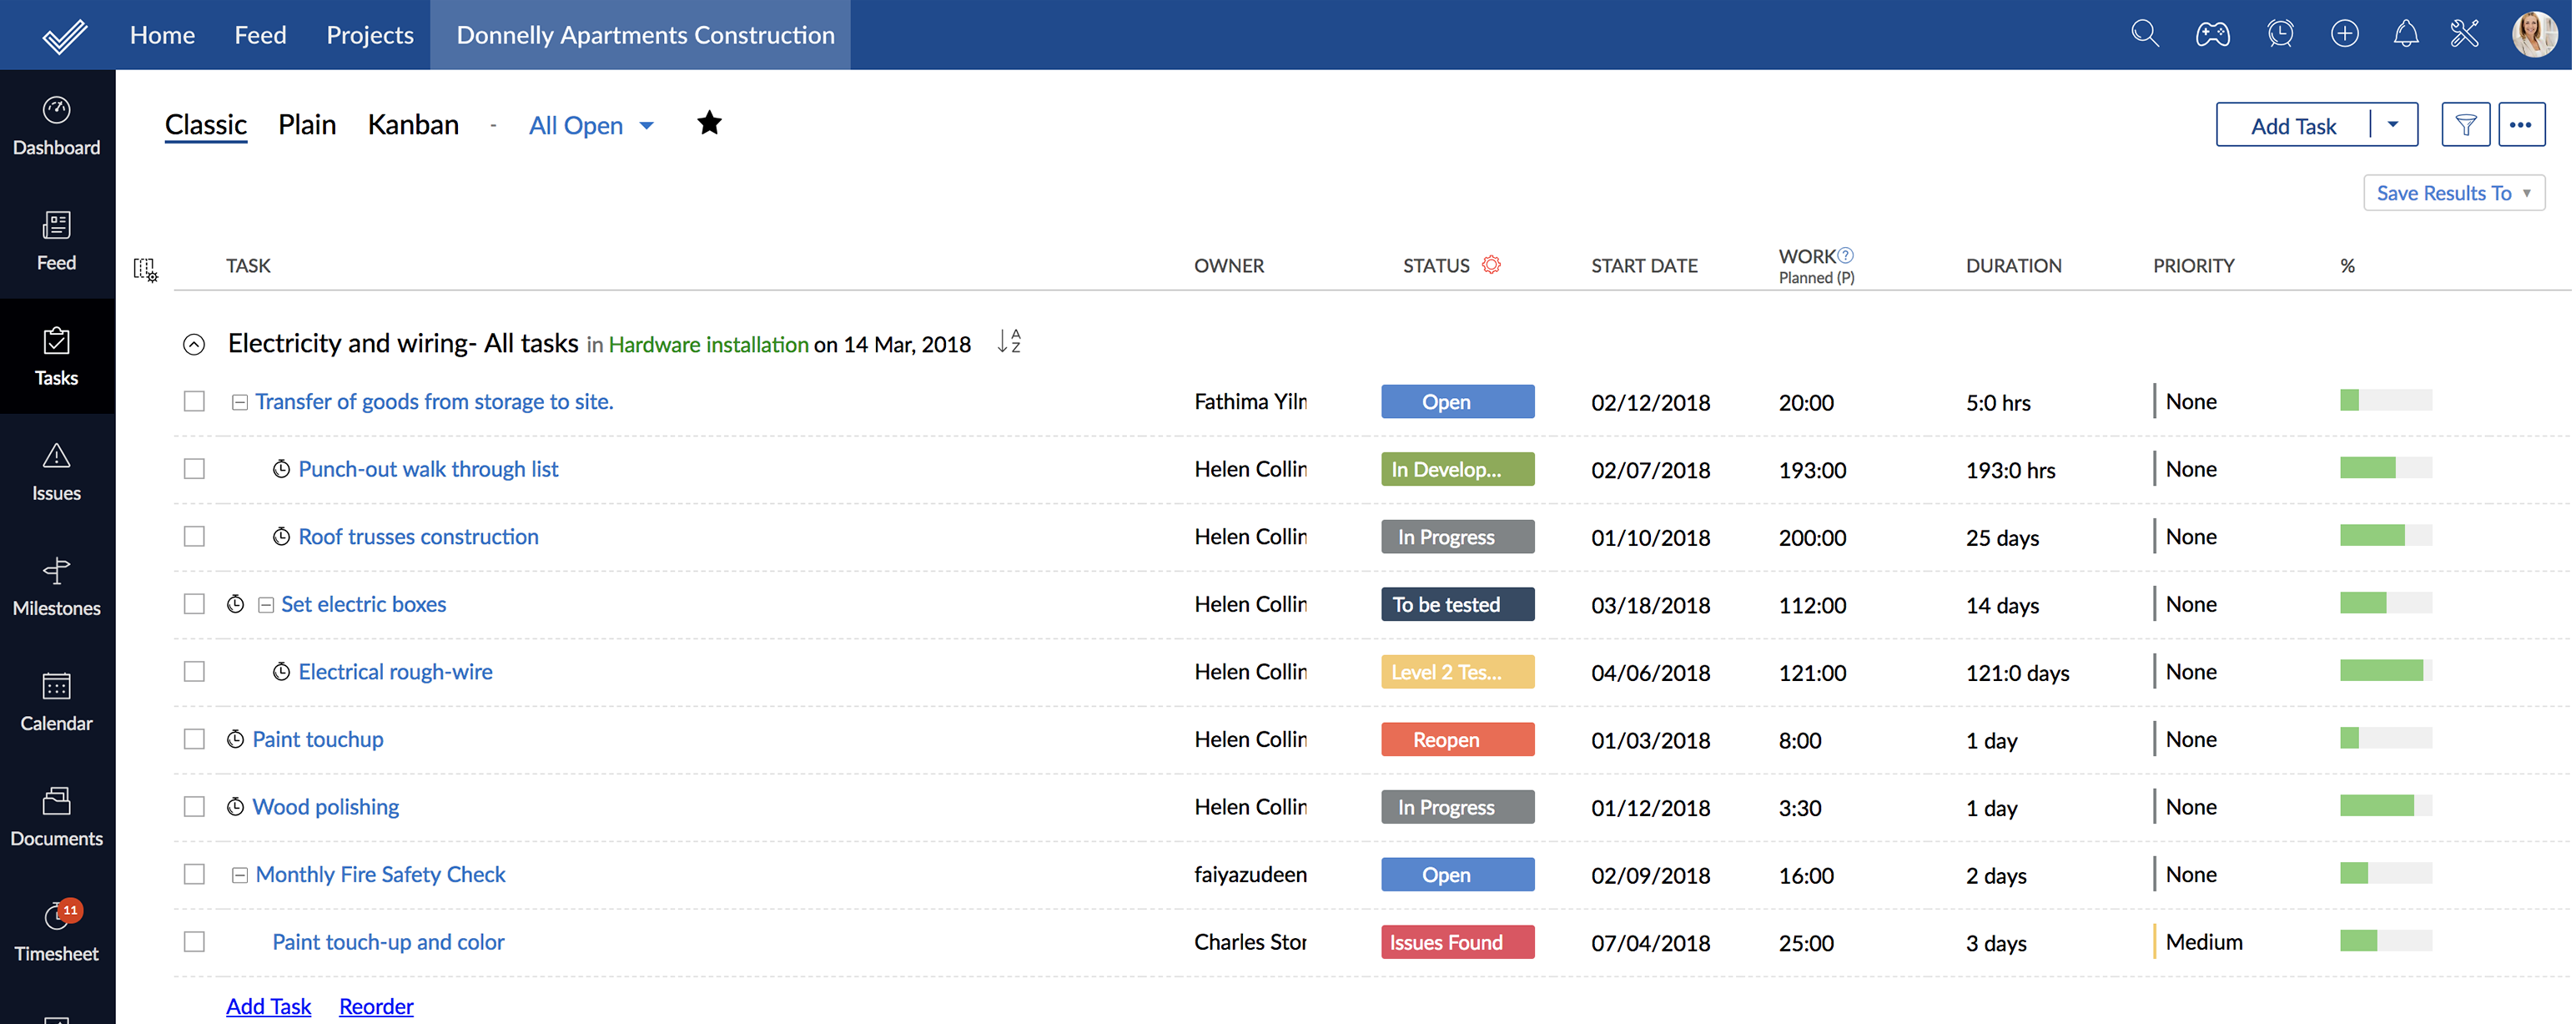 Home Feed Projects Donnelly Apartments Construction
Dashboard
Feed
Tasks
Issues
Milestones
Calendar
Documents
11
Timesheet
Classic Plain Kanban - All Open
Add Task
Save Results To
TASK OWNER STATUS START DATE WORK? DURATION PRIORITY %
Planned (P)
Electricity and wiring- All tasks in Hardware installation on 14 Mar, 2018 A Z
Transfer of goods from storage to site. Fathima Open 02/12/2018 20:00 5:0 hrs None
Punch-out walk through list Helen Collin In Develop... 02/07/2018 193:00 193:0 hrs None
Roof trusses construction Helen Collin In Progress 01/10/2018 200:00 25 days None
Set electric boxes Helen Collin To be tested 03/18/2018 112:00 14 days None
Electrical rough-wire Helen Collin Level 2 Tes... 04/06/2018 121:00 121:0 days None
Paint touchup Helen Collin Reopen 01/03/2018 8:00 1 day None
Wood polishing Helen Collin In Progress 01/12/2018 3:30 1 day None
Monthly Fire Safety Check faiyazudeen Open 02/09/2018 16:00 2 days None
Paint touch-up and color Charles Issues Found 07/04/2018 25:00 3 days Medium
Add Task Reorder